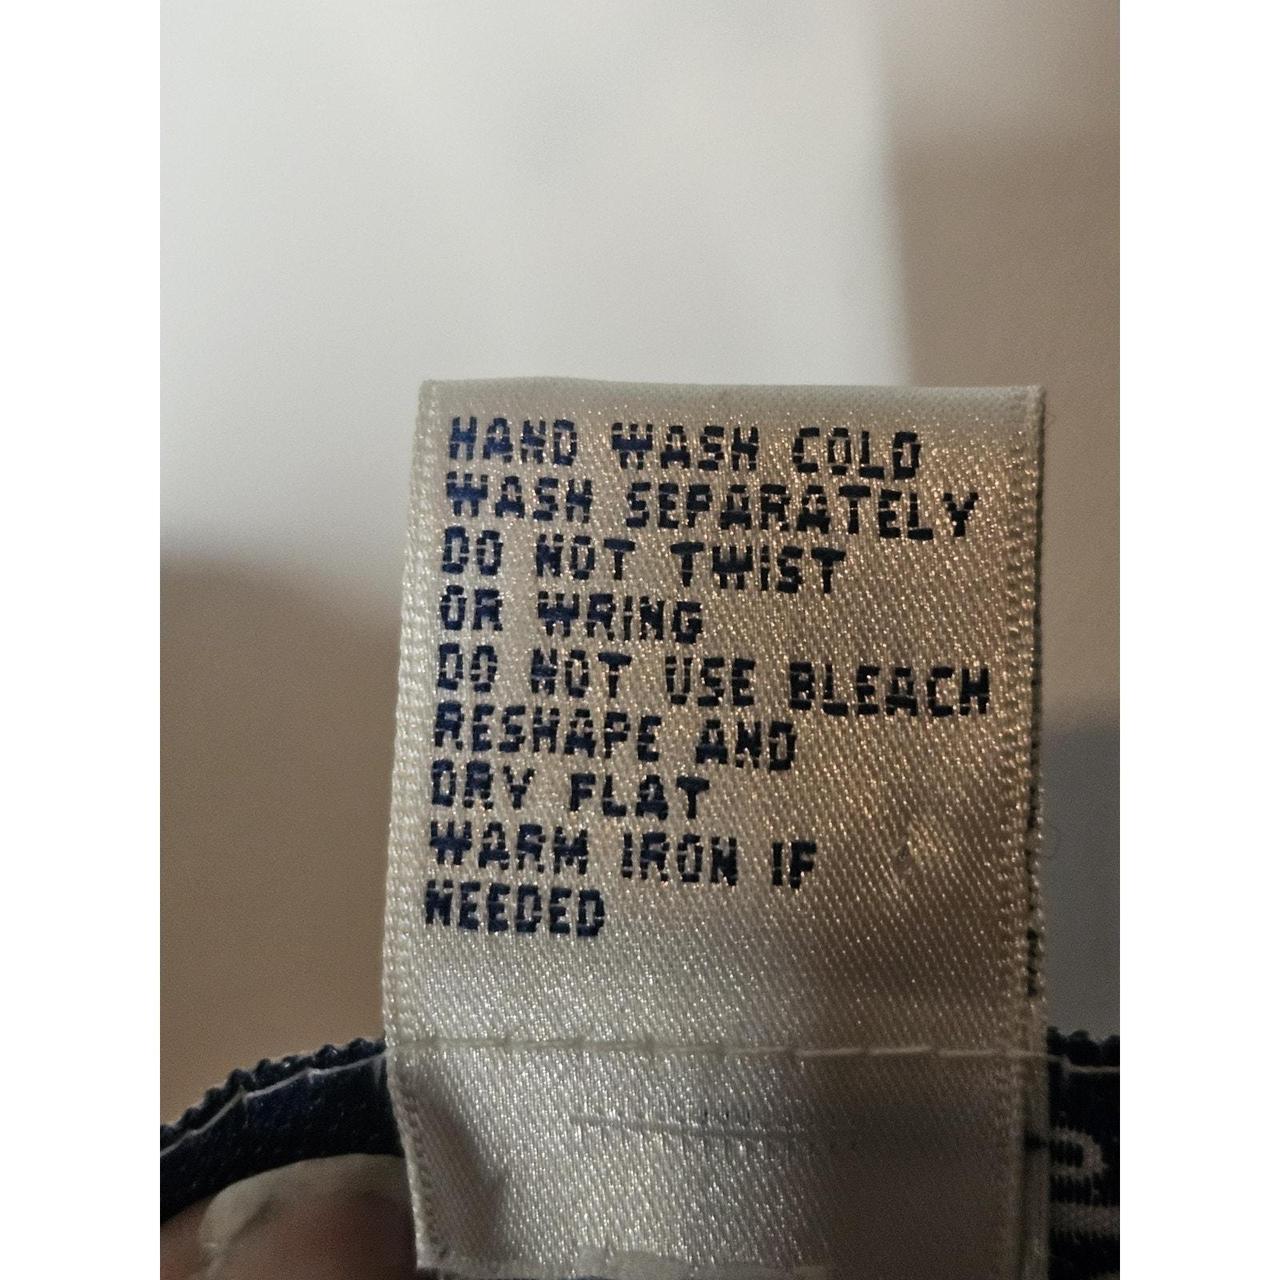 HAND WASH COLD
WASH SEPARATELY
DO NOT TWIST
OR WRING
DO NOT USE BLEACH
RESHAPE AND
DRY FLAT
WARM IRON IF
NEEDED